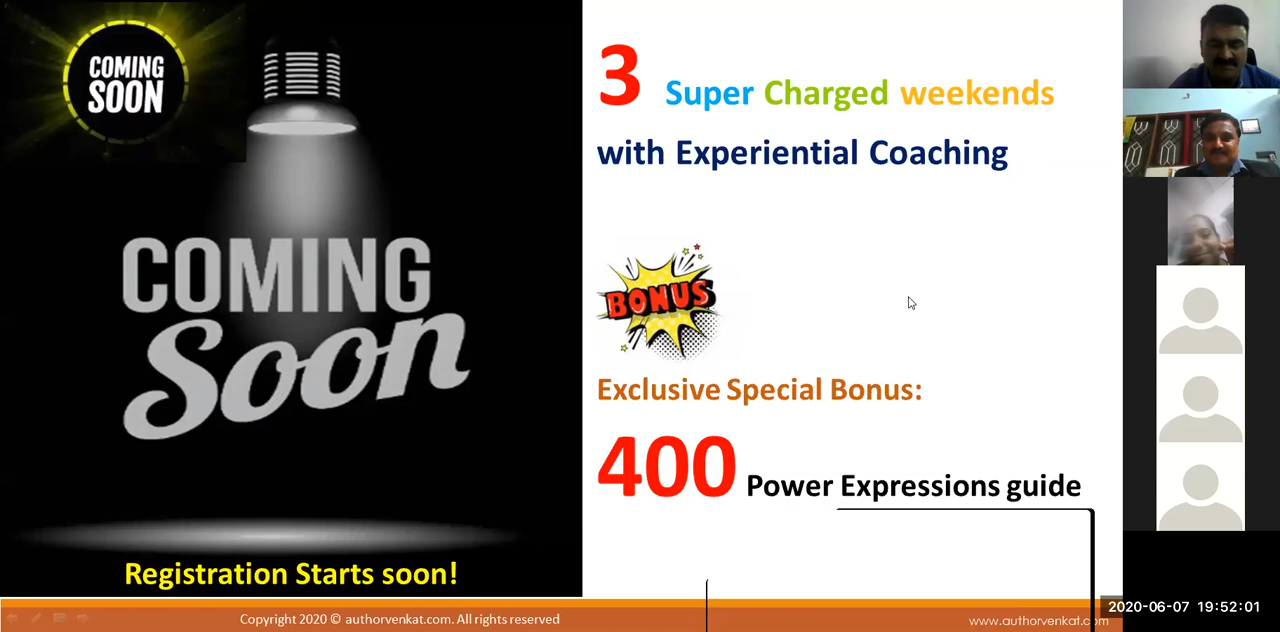 COMING
SOON
COMING
Soon
Registration Starts soon!
3 Super Charged weekends
with Experiential Coaching
BONUS
Exclusive Special Bonus:
400 Power Expressions guide
Copyright 2020 © authorvenkat.com. All rights reserved
www.authorvenkat.com
2020-06-07 19:52:01